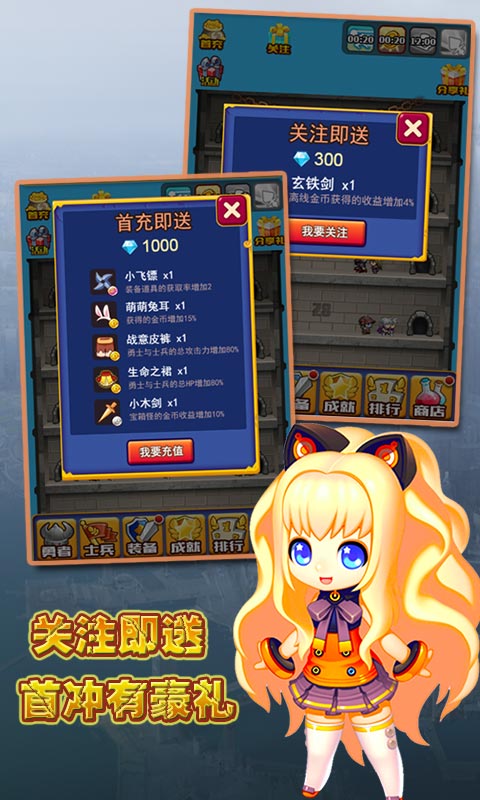 首充
关注
00:20
00:20
活动
分享礼
关注即送
300
玄铁剑 x1
离线金币获得的收益增加4%
我要关注
28
成就
排行
商店
首充
活动
分享礼
首充即送
1000
小飞镖 x1
装备道具的获取率增加2
萌萌兔耳 x1
获得的金币增加15%
战意皮裤 x1
勇士与士兵的总攻击力增加80%
生命之裙 x1
勇士与士兵的总HP增加80%
小木剑 x1
宝箱怪的金币收益增加10%
我要充值
勇者
士兵
装备
成就
排行
关注即送
首冲有豪礼